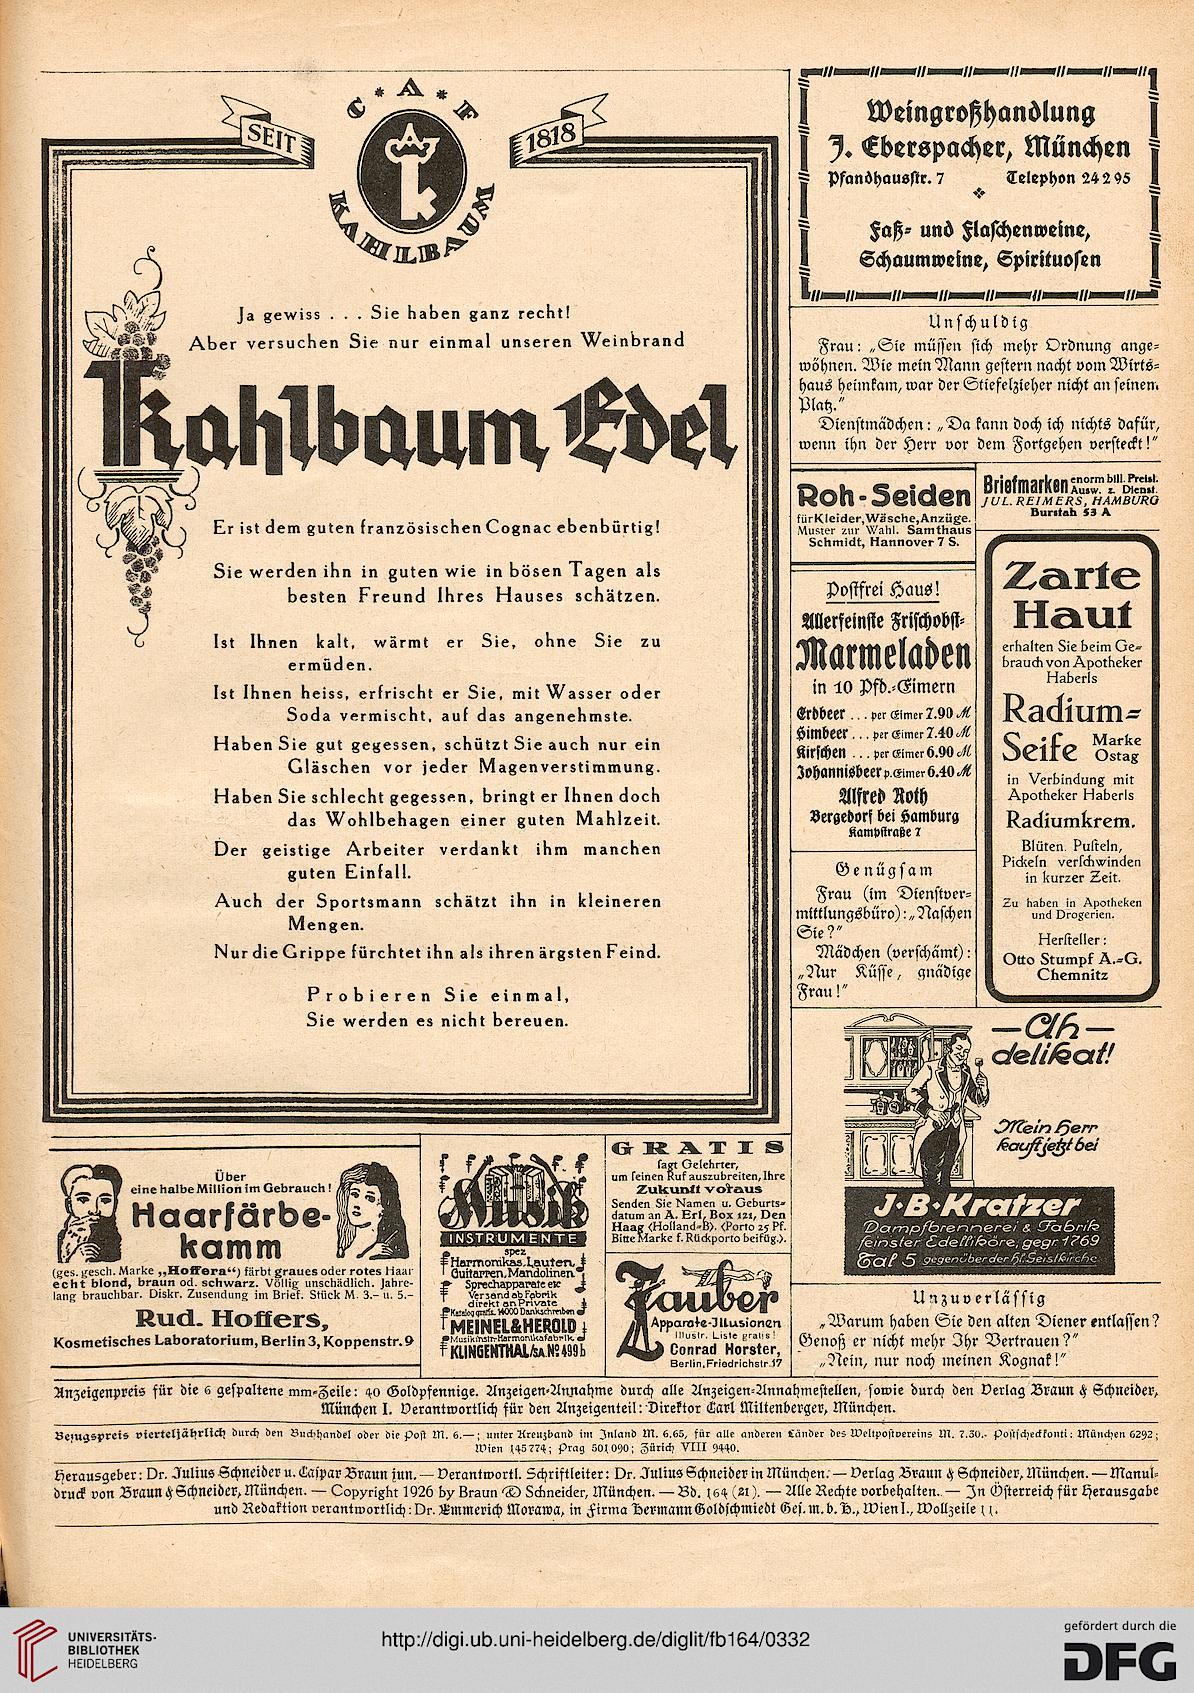 C * A * F
KAHLBAUM
SEIT
1818
Ja gewiss . . . Sie haben ganz recht!
Aber versuchen Sie nur einmal unseren Weinbrand
Kahlbaum Edel
Er ist dem guten französischen Cognac ebenbürtig!
Sie werden ihn in guten wie in bösen Tagen als
besten Freund Ihres Hauses schätzen.
Ist Ihnen kalt, wärmt er Sie, ohne Sie zu
ermüden.
Ist Ihnen heiss, erfrischt er Sie, mit Wasser oder
Soda vermischt, auf das angenehmste.
Haben Sie gut gegessen, schützt Sie auch nur ein
Gläschen vor jeder Magenverstimmung.
Haben Sie schlecht gegessen, bringt er Ihnen doch
das Wohlbehagen einer guten Mahlzeit.
Der geistige Arbeiter verdankt ihm manchen
guten Einfall.
Auch der Sportsmann schätzt ihn in kleineren
Mengen.
Nur die Grippe fürchtet ihn als ihren ärgsten Feind.
Probieren Sie einmal,
Sie werden es nicht bereuen.
Weingroßhandlung
J. Eberspacher, München
Pfandhausstr. 7 Telephon 24295
Faß- und Flaschenweine,
Schaumweine, Spirituosen
Unschuldig
Frau: „Sie müssen sich mehr Ordnung ange-
wöhnen. Wie mein Mann gestern nacht vom Wirts-
haus heimkam, war der Stiefelzieher nicht an seinem
Platz."
Dienstmädchen: „Da kann doch ich nichts dafür,
wenn ihn der Herr vor dem Fortgehen versteckt!"
Roh-Seiden
für Kleider, Wäsche, Anzüge.
Muster zur Wahl. Samthaus
Schmidt, Hannover 7 S.
Briefmarken enorm bill. Preisl.
Ausw. z. Dienst.
JUL. REIMERS, HAMBURG
Burstah 53 A
Postfrei Haus!
Allerfeinste Frischobst-
Marmeladen
in 10 Pfd.-Eimern
Erdbeer ... per Eimer 7.90 M
Himbeer ... per Eimer 7.40 M
Kirschen ... per Eimer 6.90 M
Johannisbeer p. Eimer 6.40 M
Alfred Roth
Bergedorf bei Hamburg
Kampstraße 7
Genügsam
Frau (im Dienstver-
mittlungsbüro): „Naschen
Sie?"
Mädchen (verschämt):
„Nur Küsse, gnädige
Frau!"
Zarte
Haut
erhalten Sie beim Ge-
brauch von Apotheker
Haberls
Radium-
Seife Marke
Ostag
in Verbindung mit
Apotheker Haberls
Radiumkrem.
Blüten, Pusteln,
Pickeln verschwinden
in kurzer Zeit.
Zu haben in Apotheken
und Drogerien.
Hersteller:
Otto Stumpf A.-G.
Chemnitz
—Ah—
delikat!
Mein Herr
kauft jetzt bei
J·B·Kratzer
Dampfbrennerei & Fabrik
feinster Edelliköre, gegr 1769
Tal 5 gegenüber der hl. Geistkirche
Unzuverlässig
„Warum haben Sie den alten Diener entlassen?
Genoß er nicht mehr Ihr Vertrauen?"
„Nein, nur noch meinen Kognak!"
Über
eine halbe Million im Gebrauch!
Haarfärbe-
kamm
(ges. gesch. Marke „Hoffera“) färbt graues oder rotes Haar
echt blond, braun od. schwarz. Völlig unschädlich. Jahre-
lang brauchbar. Diskr. Zusendung im Brief. Stück M. 3.- u. 5.-
Rud. Hoffers,
Kosmetisches Laboratorium, Berlin 3, Koppenstr. 9
Musik
INSTRUMENTE
spez
Harmonikas, Lauten,
Guitarren, Mandolinen
Sprechapparate etc
Versand ab Fabrik
direkt an Private
Katalog gratis. 14000 Dankschreiben
MEINEL & HEROLD
Musikinstr-Harmonikafabrik.
KLINGENTHAL/SA. № 499 b
GRATIS
sagt Gelehrter,
um seinen Ruf auszubreiten, Ihre
Zukunft voraus
Senden Sie Namen u. Geburts-
datum an A. Erl, Box 121, Den
Haag (Holland-B). (Porto 25 Pf.
Bitte Marke f. Rückporto beifüg.).
Zauber
Apparate-Jllusionen
Illustr. Liste gratis!
Conrad Horster,
Berlin, Friedrichstr. 17
Anzeigenpreis für die 6 gespaltene mm-Zeile: 40 Goldpfennige. Anzeigen-Annahme durch alle Anzeigen-Annahmestellen, sowie durch den Verlag Braun & Schneider,
München I. Verantwortlich für den Anzeigenteil: Direktor Carl Miltenberger, München.
Bezugspreis vierteljährlich durch den Buchhandel oder die Post M. 6.—; unter Kreuzband im Inland M. 6.65, für alle anderen Länder des Weltpostvereins M. 7.30.- Postscheckkonti: München 6292;
Wien 145774; Prag 501090; Zürich VIII 9440.
Herausgeber: Dr. Julius Schneider u. Caspar Braun jun. — Verantwortl. Schriftleiter: Dr. Julius Schneider in München. — Verlag Braun & Schneider, München. — Manul-
druck von Braun & Schneider, München. — Copyright 1926 by Braun & Schneider, München. — Bd. 164 (21). — Alle Rechte vorbehalten. — In Österreich für Herausgabe
und Redaktion verantwortlich: Dr. Emmerich Morawa, in Firma Hermann Goldschmiedt Ges. m. b. H., Wien I., Wollzeile 11.
UNIVERSITÄTS-
BIBLIOTHEK
HEIDELBERG
http://digi.ub.uni-heidelberg.de/diglit/fb164/0332
gefördert durch die
DFG